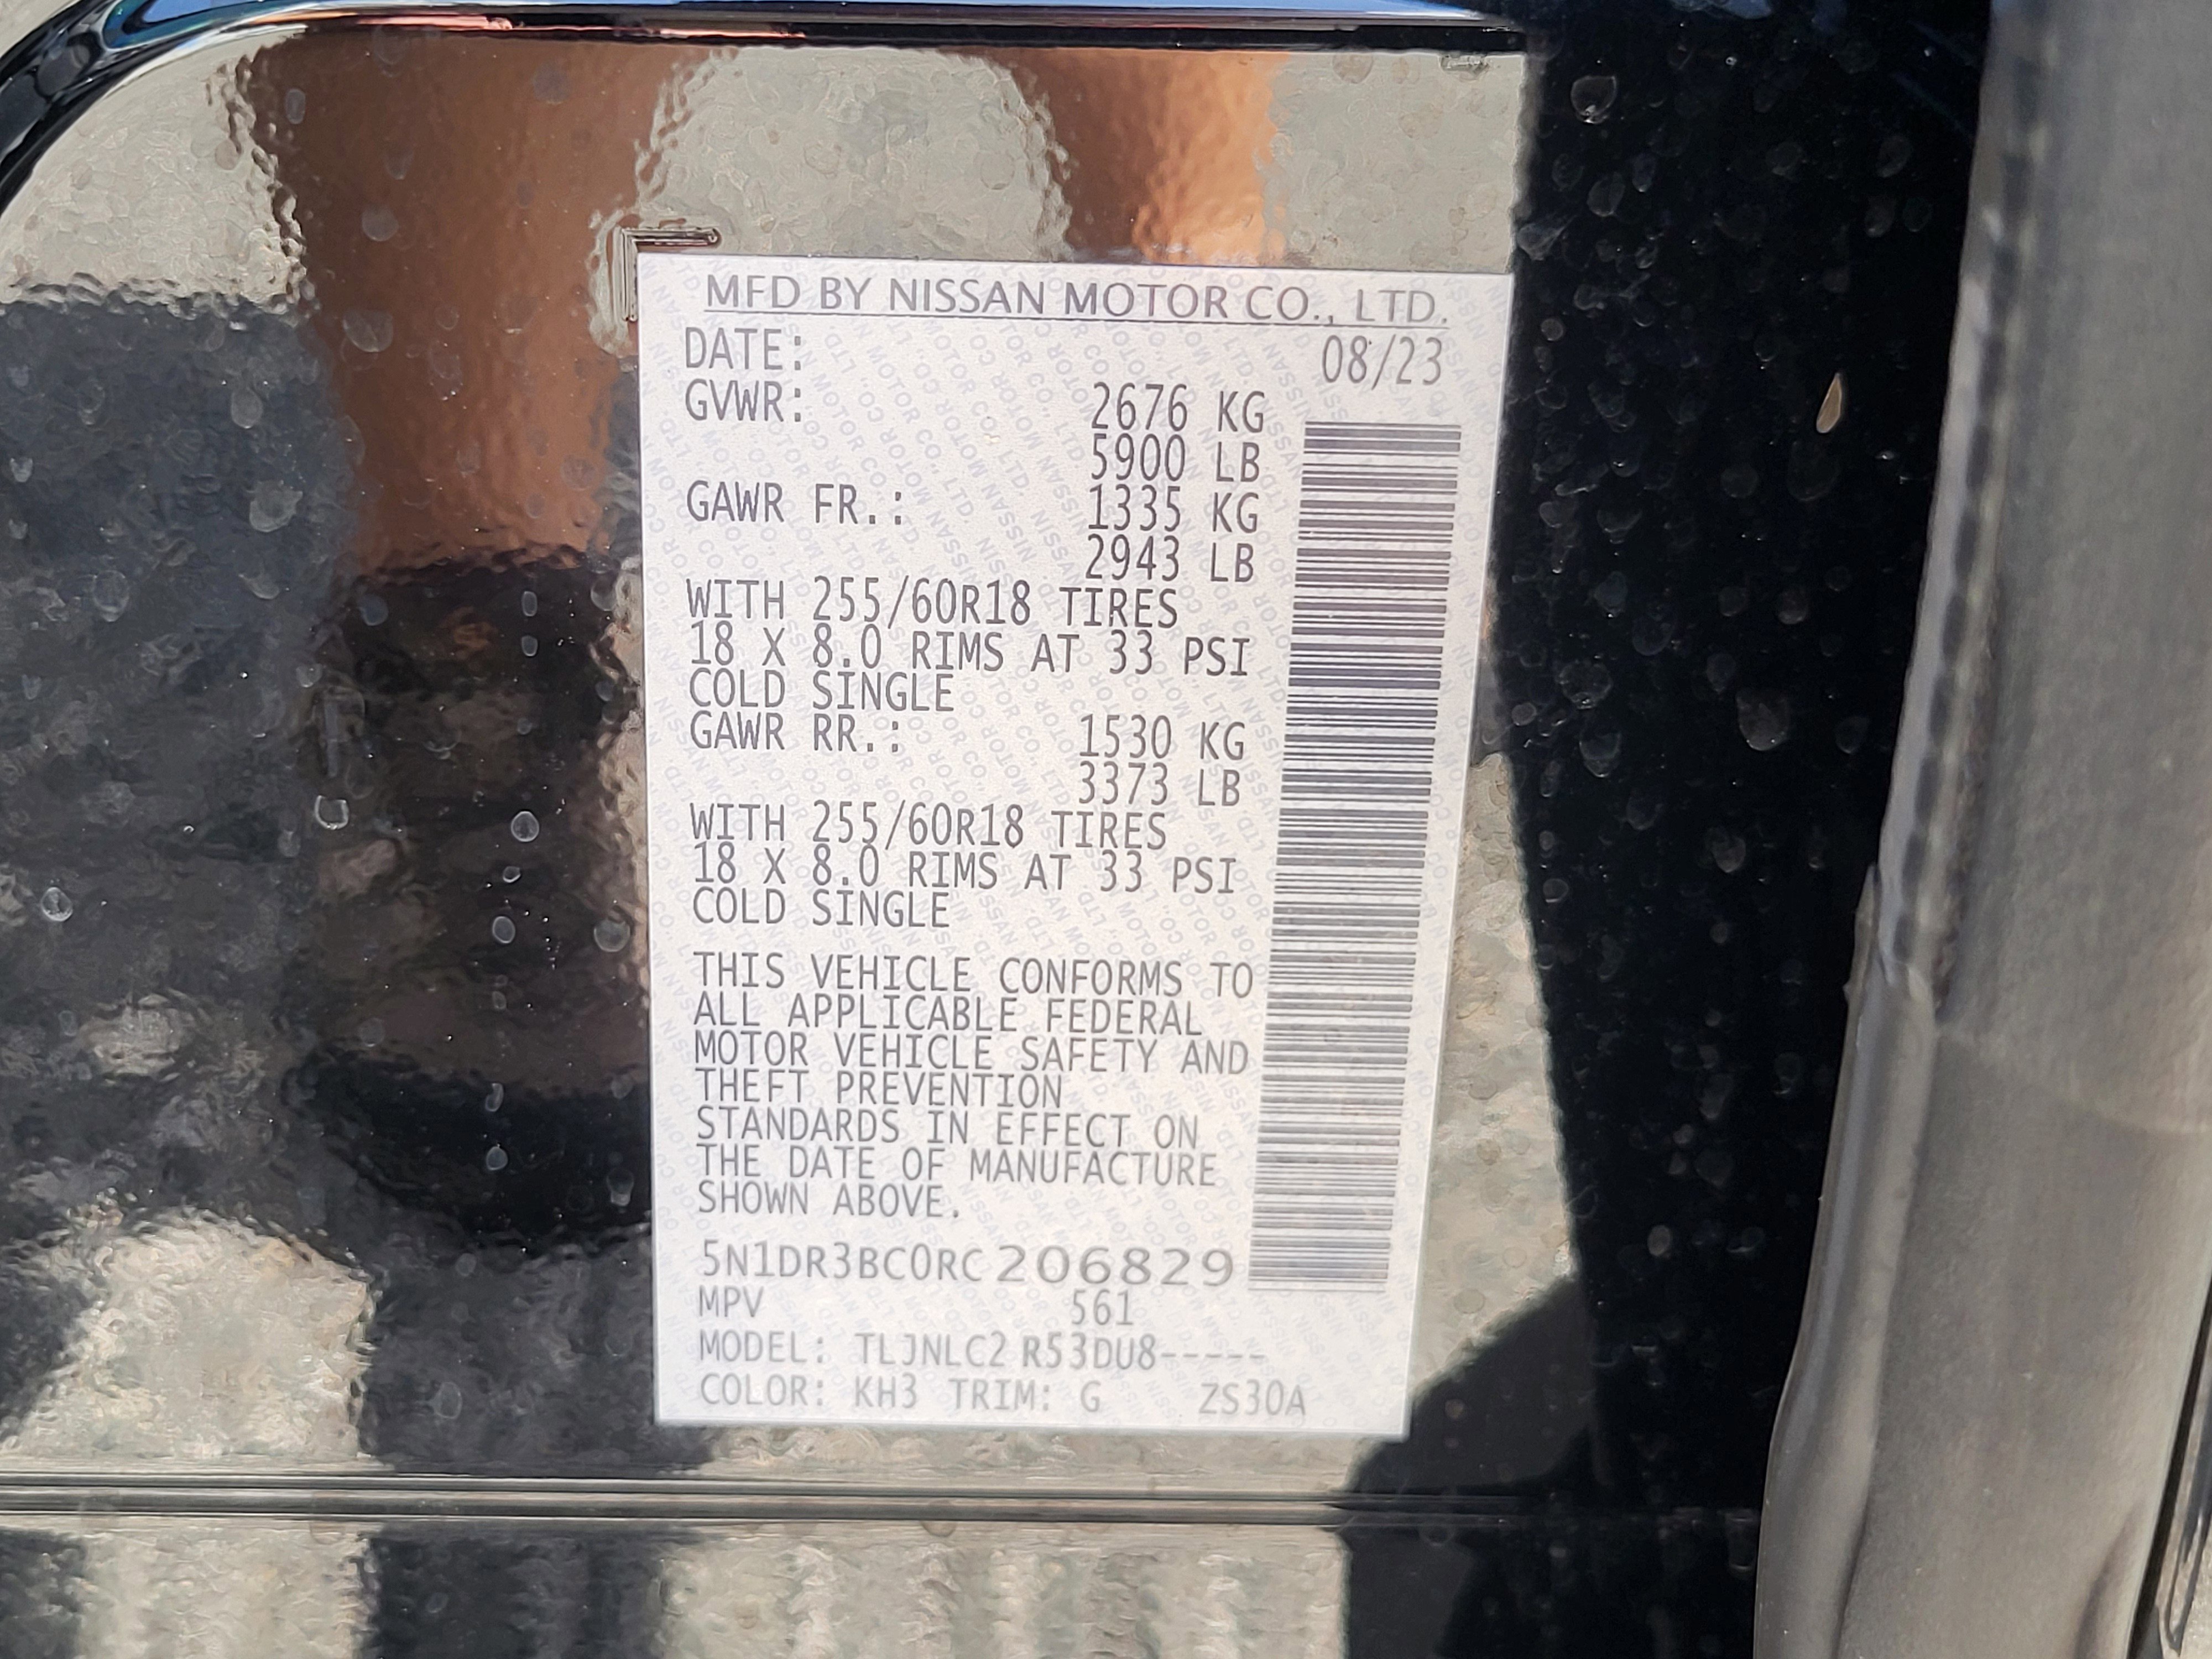 MFD BY NISSAN MOTOR CO., LTD.
DATE: 08/23
GVWR: 2676 KG
5900 LB
GAWR FR.: 1335 KG
2943 LB
WITH 255/60R18 TIRES
18 X 8.0 RIMS AT 33 PSI
COLD SINGLE
GAWR RR.: 1530 KG
3373 LB
WITH 255/60R18 TIRES
18 X 8.0 RIMS AT 33 PSI
COLD SINGLE
THIS VEHICLE CONFORMS TO
ALL APPLICABLE FEDERAL
MOTOR VEHICLE SAFETY AND
THEFT PREVENTION
STANDARDS IN EFFECT ON
THE DATE OF MANUFACTURE
SHOWN ABOVE.
5N1DR3BC0RC206829
MPV 561
MODEL: TLJNLC2 R53DU8-----
COLOR: KH3 TRIM: G ZS30A